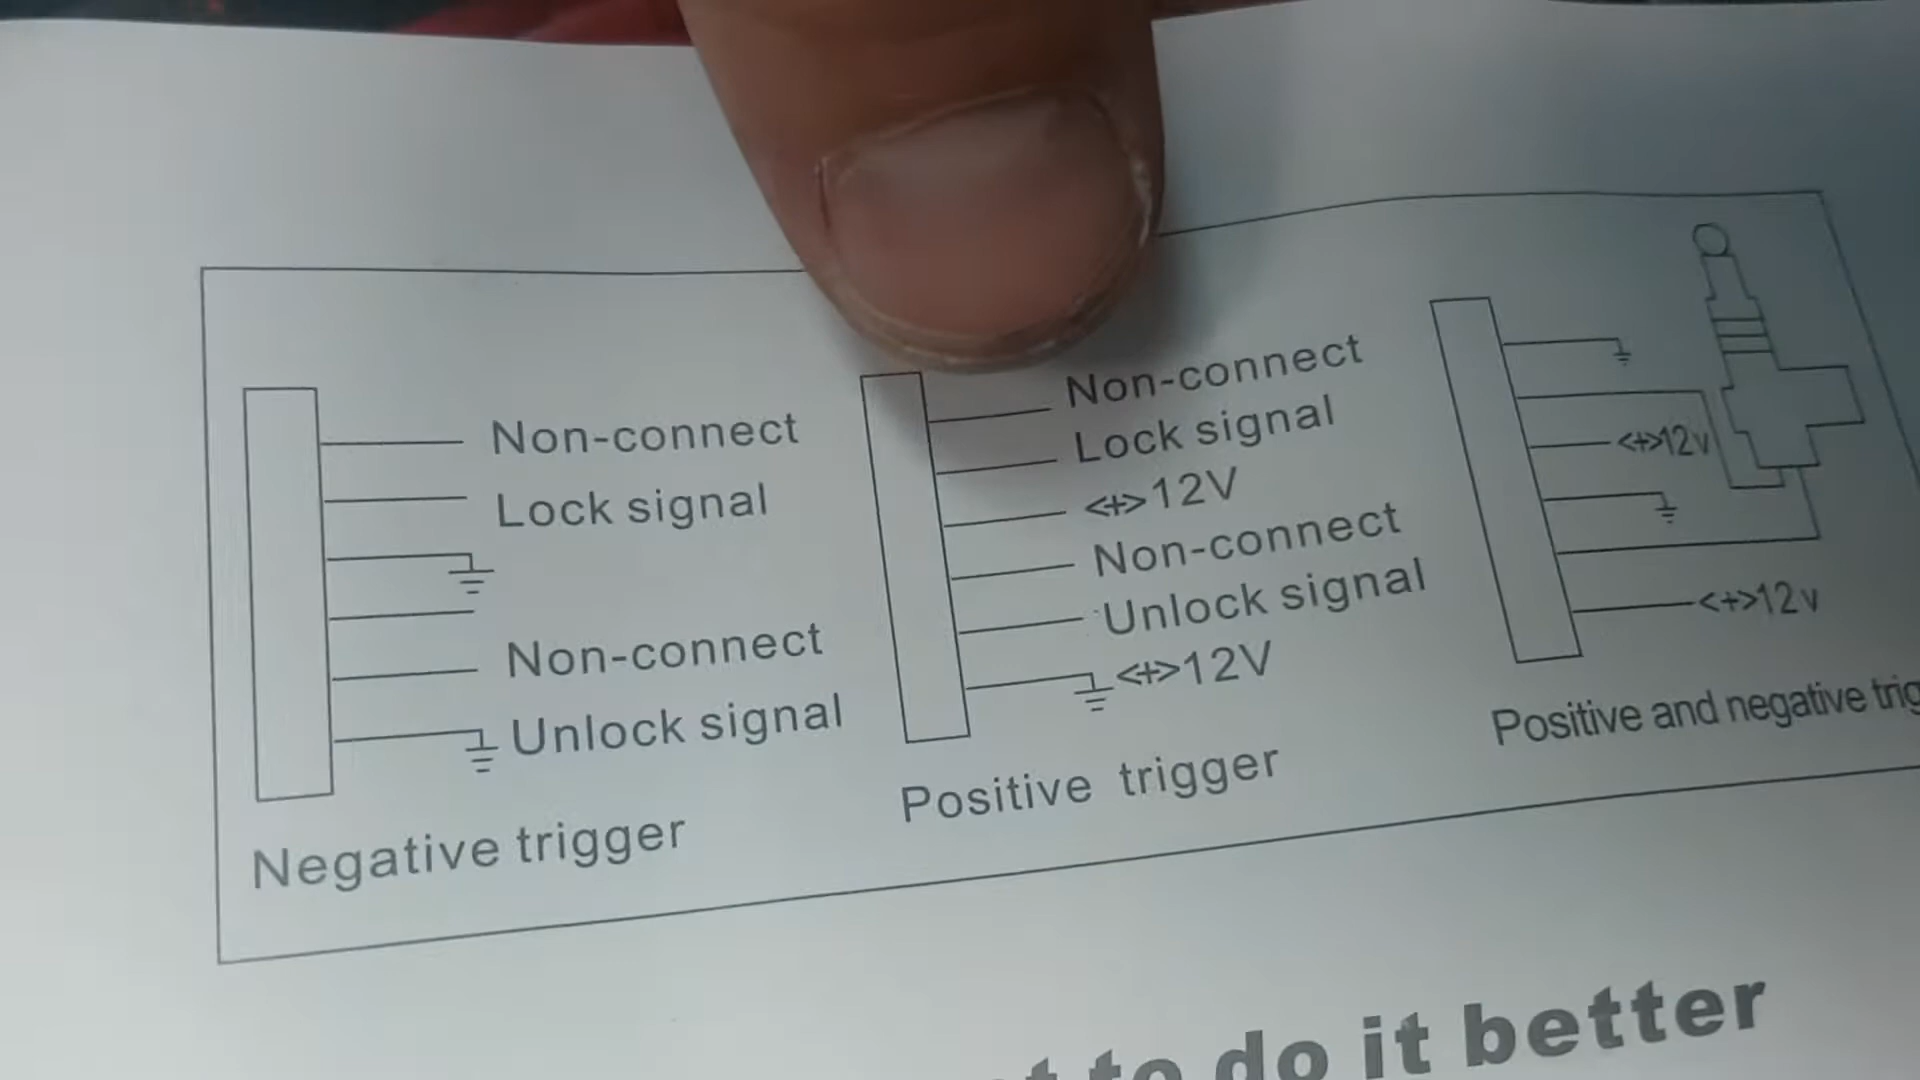 Non-connect
Lock signal
Non-connect
Unlock signal
Negative trigger
Non-connect
Lock signal
<+>12V
Non-connect
Unlock signal
<+>12V
Positive trigger
<+>12v
<+>12v
Positive and negative
to do it better